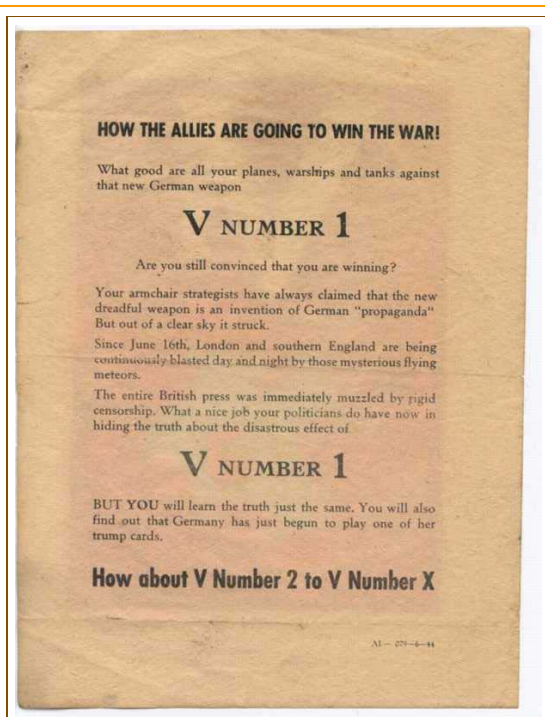 HOW THE ALLIES ARE GOING TO WIN THE WAR!
What good are all your planes, warships and tanks against
that new German weapon
V NUMBER 1
Are you still convinced that you are winning?
Your armchair strategists have always claimed that the new
dreadful weapon is an invention of German "propaganda"
But out of a clear sky it struck.
Since June 16th, London and southern England are being
continuously blasted day and night by those mysterious flying
meteors.
The entire British press was immediately muzzled by rigid
censorship. What a nice job your politicians do have now in
hiding the truth about the disastrous effect of
V NUMBER 1
BUT YOU will learn the truth just the same. You will also
find out that Germany has just begun to play one of her
trump cards.
How about V Number 2 to V Number X